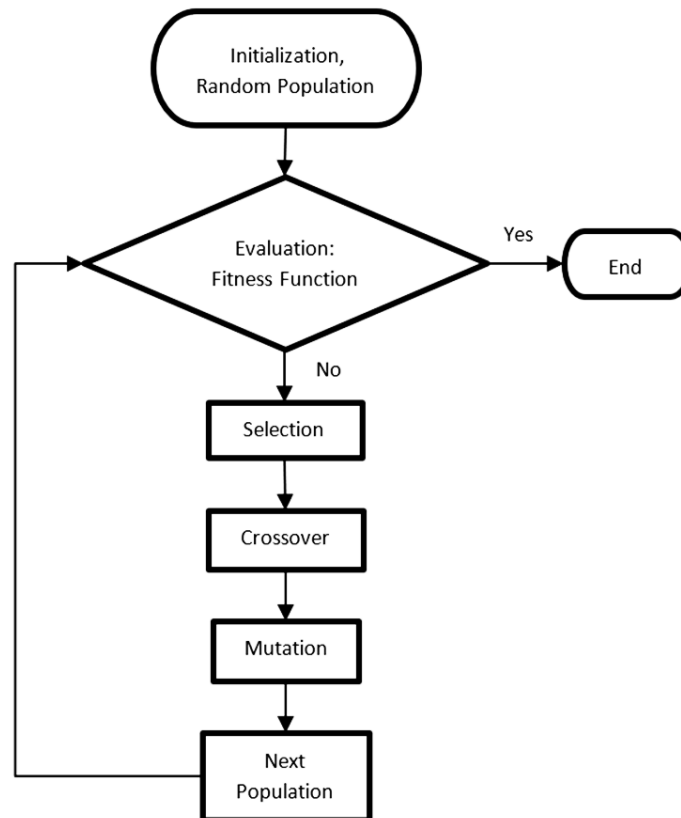 Initialization,
Random Population
Evaluation:
Fitness Function
Yes
End
No
Selection
Crossover
Mutation
Next
Population